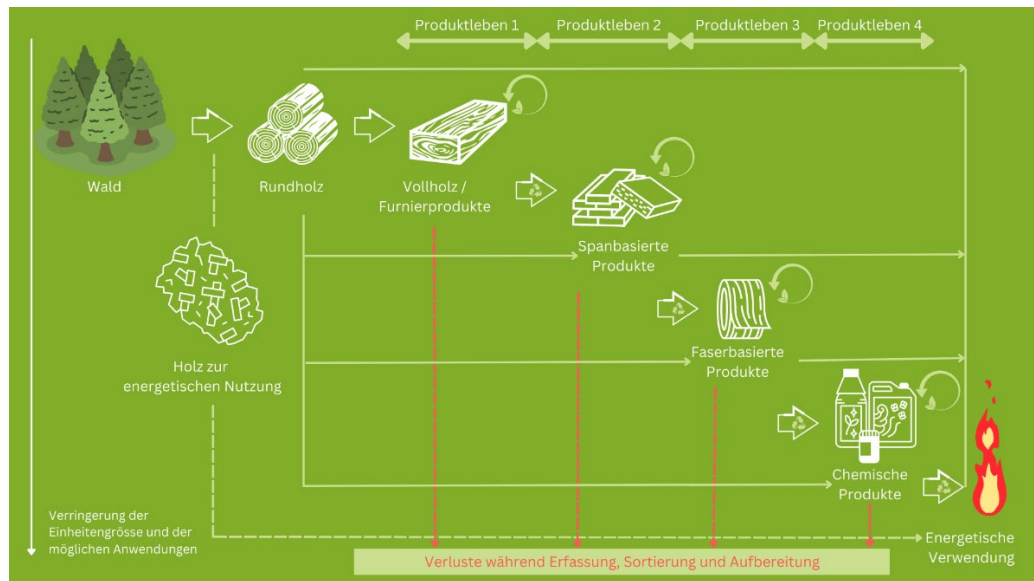 Produktleben 1
Produktleben 2
Produktleben 3
Produktleben 4
Wald
Rundholz
Vollholz /
Furnierprodukte
Spanbasierte
Produkte
Holz zur
energetischen Nutzung
Faserbasierte
Produkte
Chemische
Produkte
Verringerung der
Einheitengrösse und der
möglichen Anwendungen
Energetische
Verwendung
Verluste während Erfassung, Sortierung und Aufbereitung